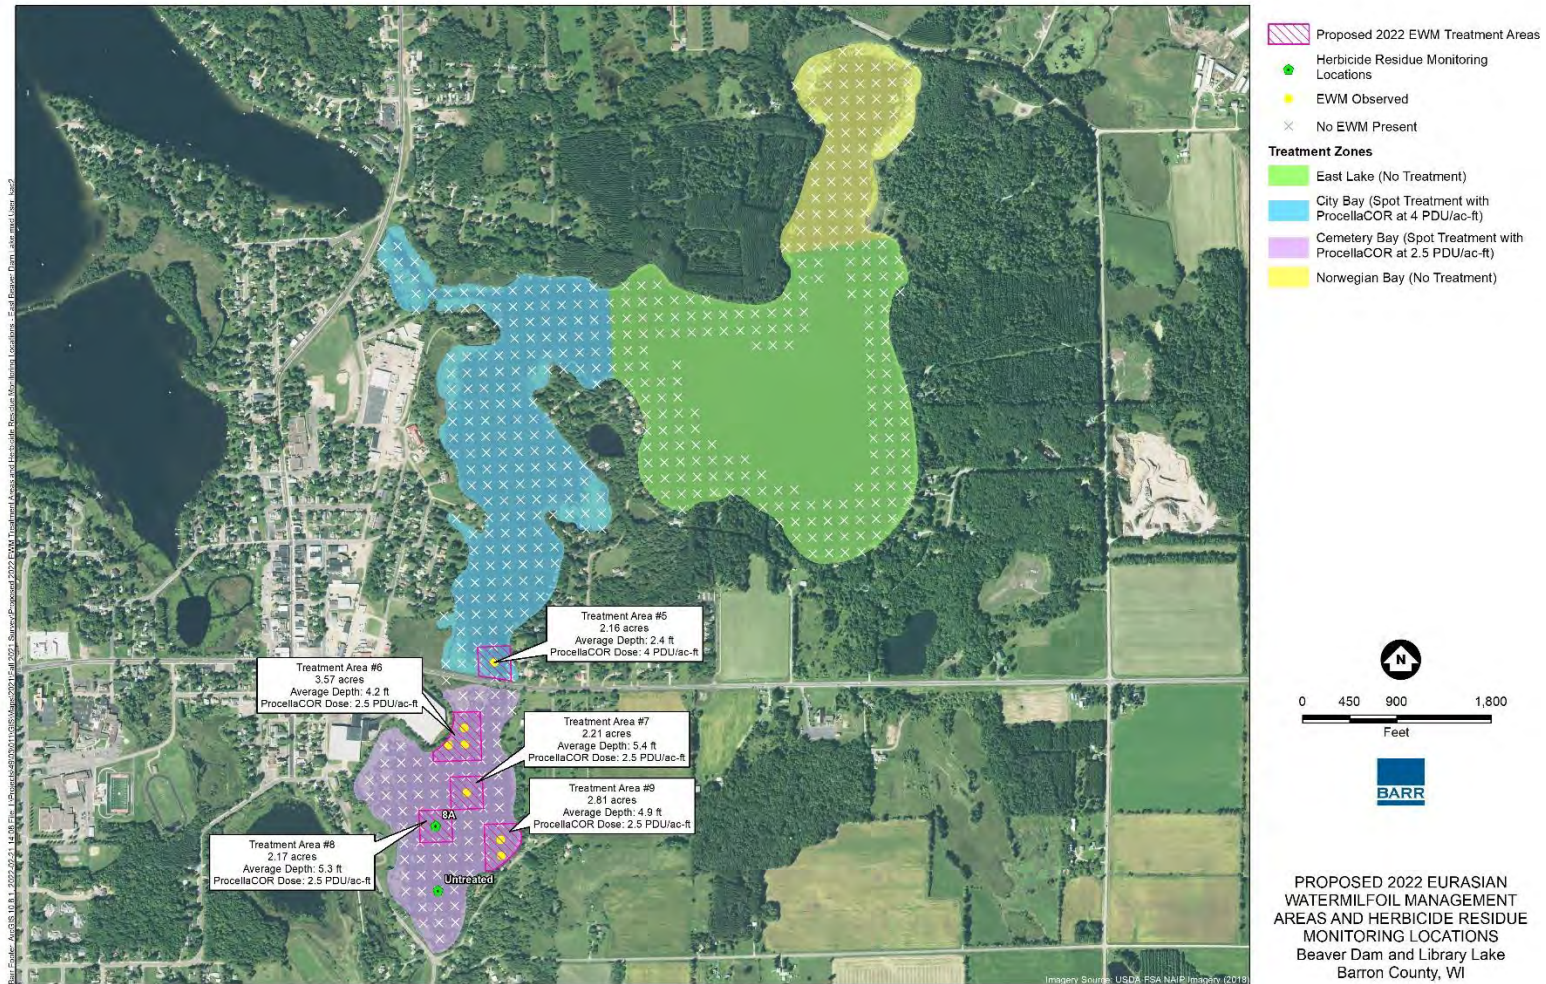 Proposed 2022 EWM Treatment Areas
Herbicide Residue Monitoring
Locations
EWM Observed
No EWM Present
Treatment Zones
East Lake (No Treatment)
City Bay (Spot Treatment with
ProcellaCOR at 4 PDU/ac-ft)
Cemetery Bay (Spot Treatment with
ProcellaCOR at 2.5 PDU/ac-ft)
Norwegian Bay (No Treatment)
Treatment Area #5
2.16 acres
Average Depth: 2.4 ft
ProcellaCOR Dose: 4 PDU/ac-ft
Treatment Area #6
3.57 acres
Average Depth: 4.2 ft
ProcellaCOR Dose: 2.5 PDU/ac-ft
Treatment Area #7
2.21 acres
Average Depth: 5.4 ft
ProcellaCOR Dose: 2.5 PDU/ac-ft
Treatment Area #9
2.81 acres
Average Depth: 4.9 ft
ProcellaCOR Dose: 2.5 PDU/ac-ft
8A
Treatment Area #8
2.17 acres
Average Depth: 5.3 ft
ProcellaCOR Dose: 2.5 PDU/ac-ft
Untreated
N
0 450 900 1,800
Feet
BARR
PROPOSED 2022 EURASIAN
WATERMILFOIL MANAGEMENT
AREAS AND HERBICIDE RESIDUE
MONITORING LOCATIONS
Beaver Dam and Library Lake
Barron County, WI
Imagery Source: USDA-FSA NAIP Imagery (2018)